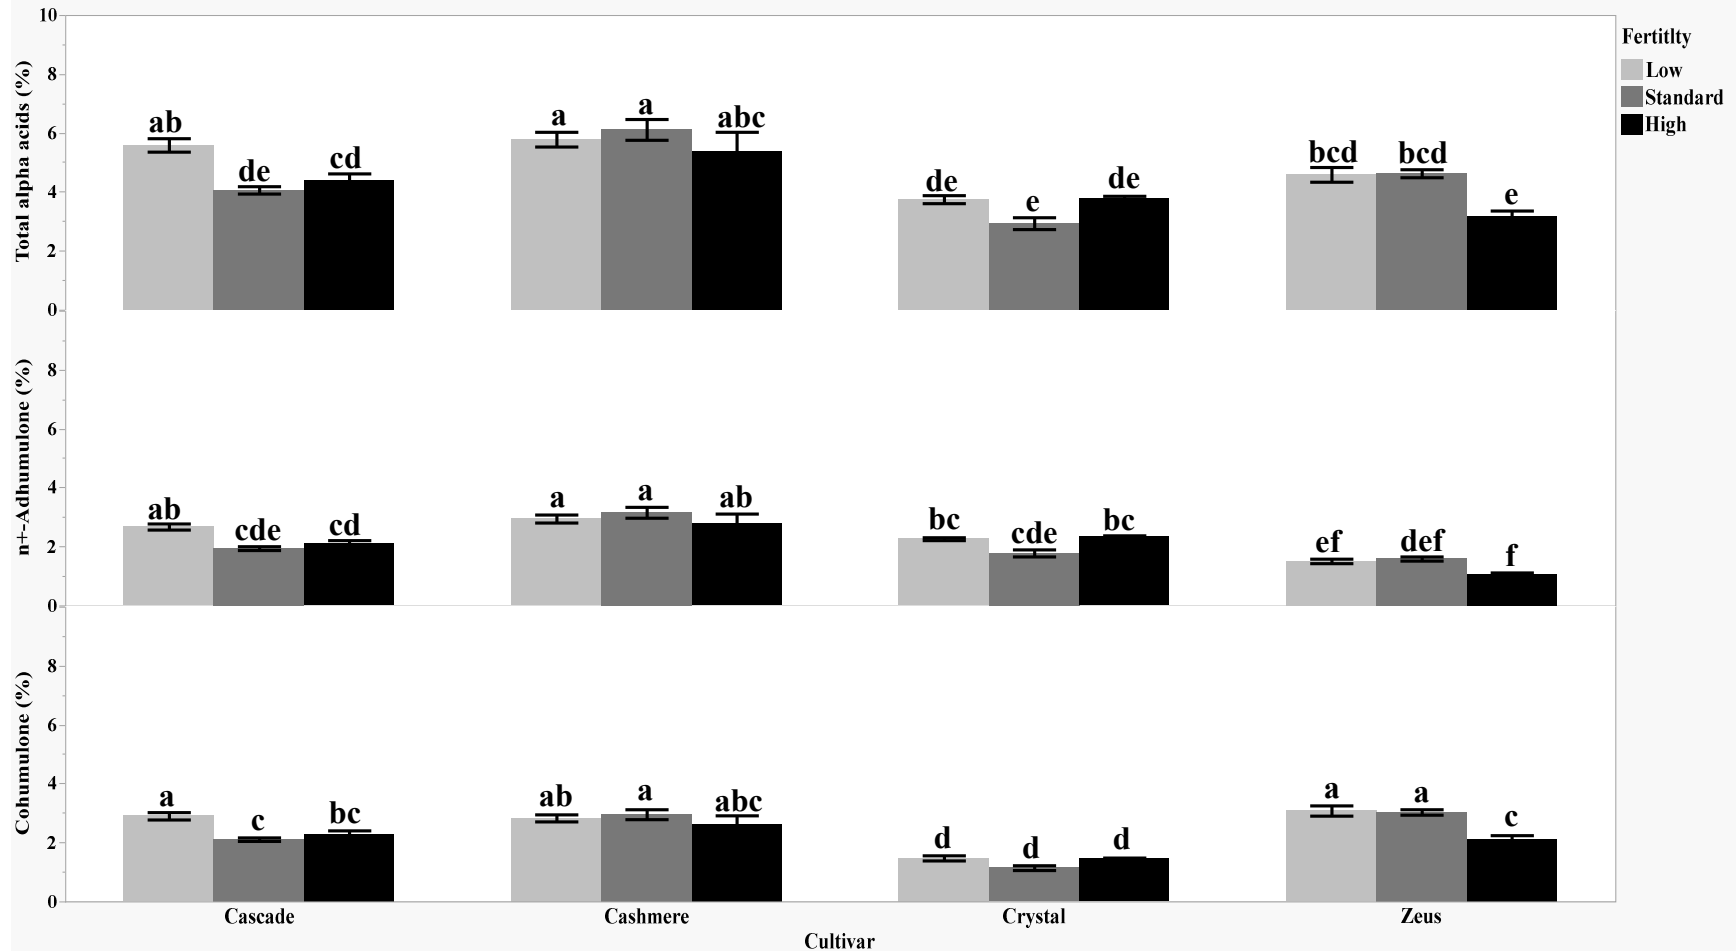 Total alpha acids (%)
10
8
6
4
2
0
ab
de
cd
a
a
abc
de
e
de
bcd
bcd
e
Fertitlty
Low
Standard
High
n+-Adhumulone (%)
8
6
4
2
0
ab
cde
cd
a
a
ab
bc
cde
bc
ef
def
f
Cohumulone (%)
8
6
4
2
0
a
c
bc
ab
a
abc
d
d
d
a
a
c
Cascade
Cashmere
Crystal
Zeus
Cultivar